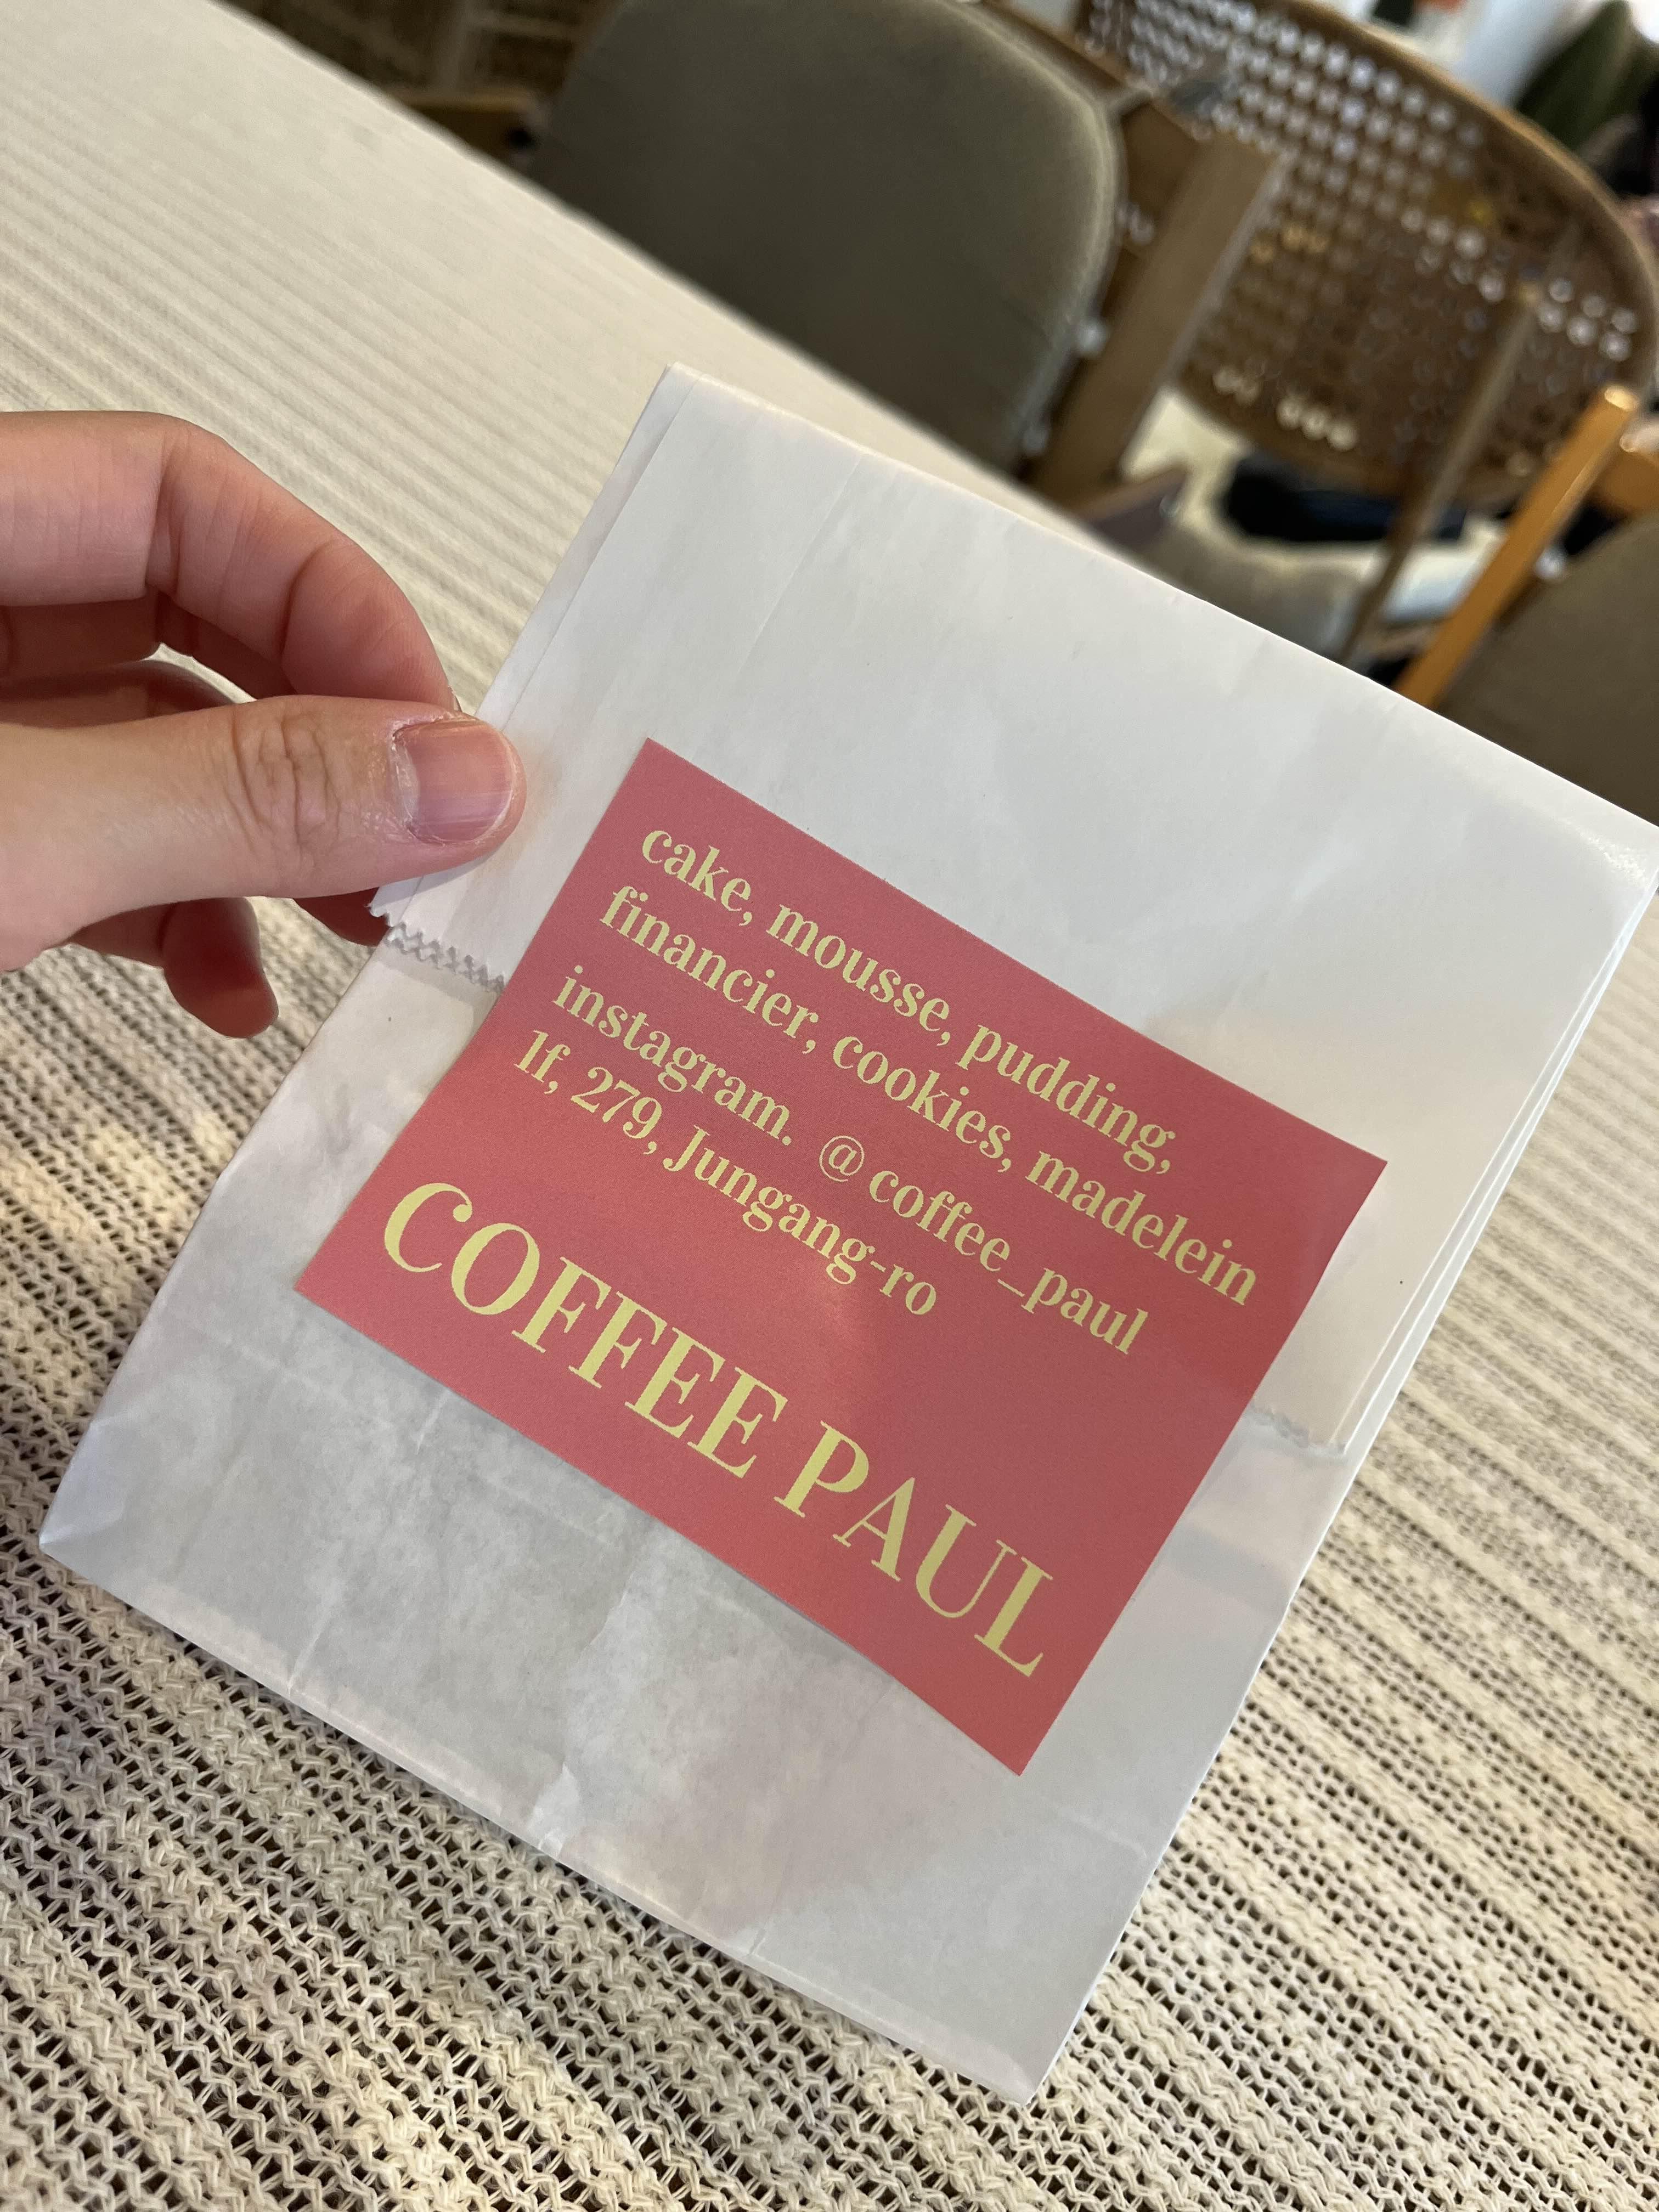 cake, mousse, pudding,
financier, cookies, madelein
instagram. @ coffee_paul
1f, 279, Jungang-ro
COFFEE PAUL